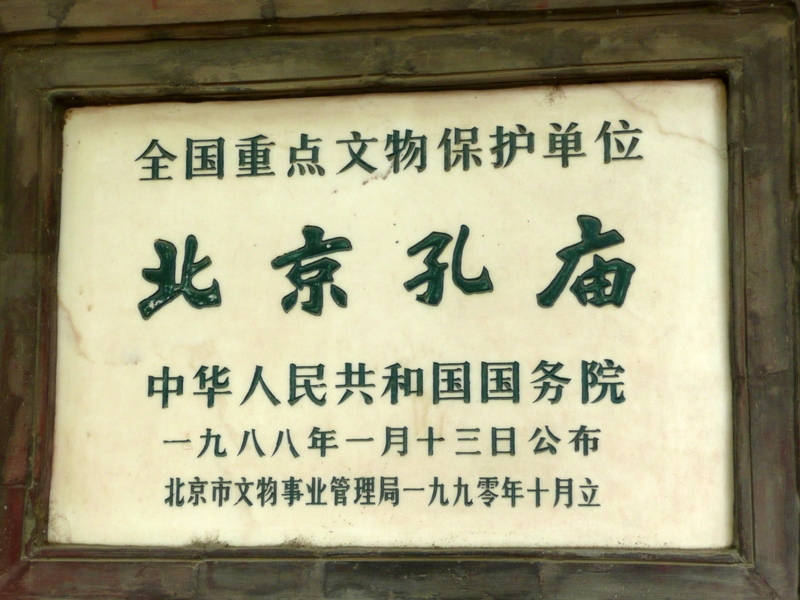 全国重点文物保护单位
北京孔庙
中华人民共和国国务院
一九八八年一月十三日公布
北京市文物事业管理局一九九零年十月立